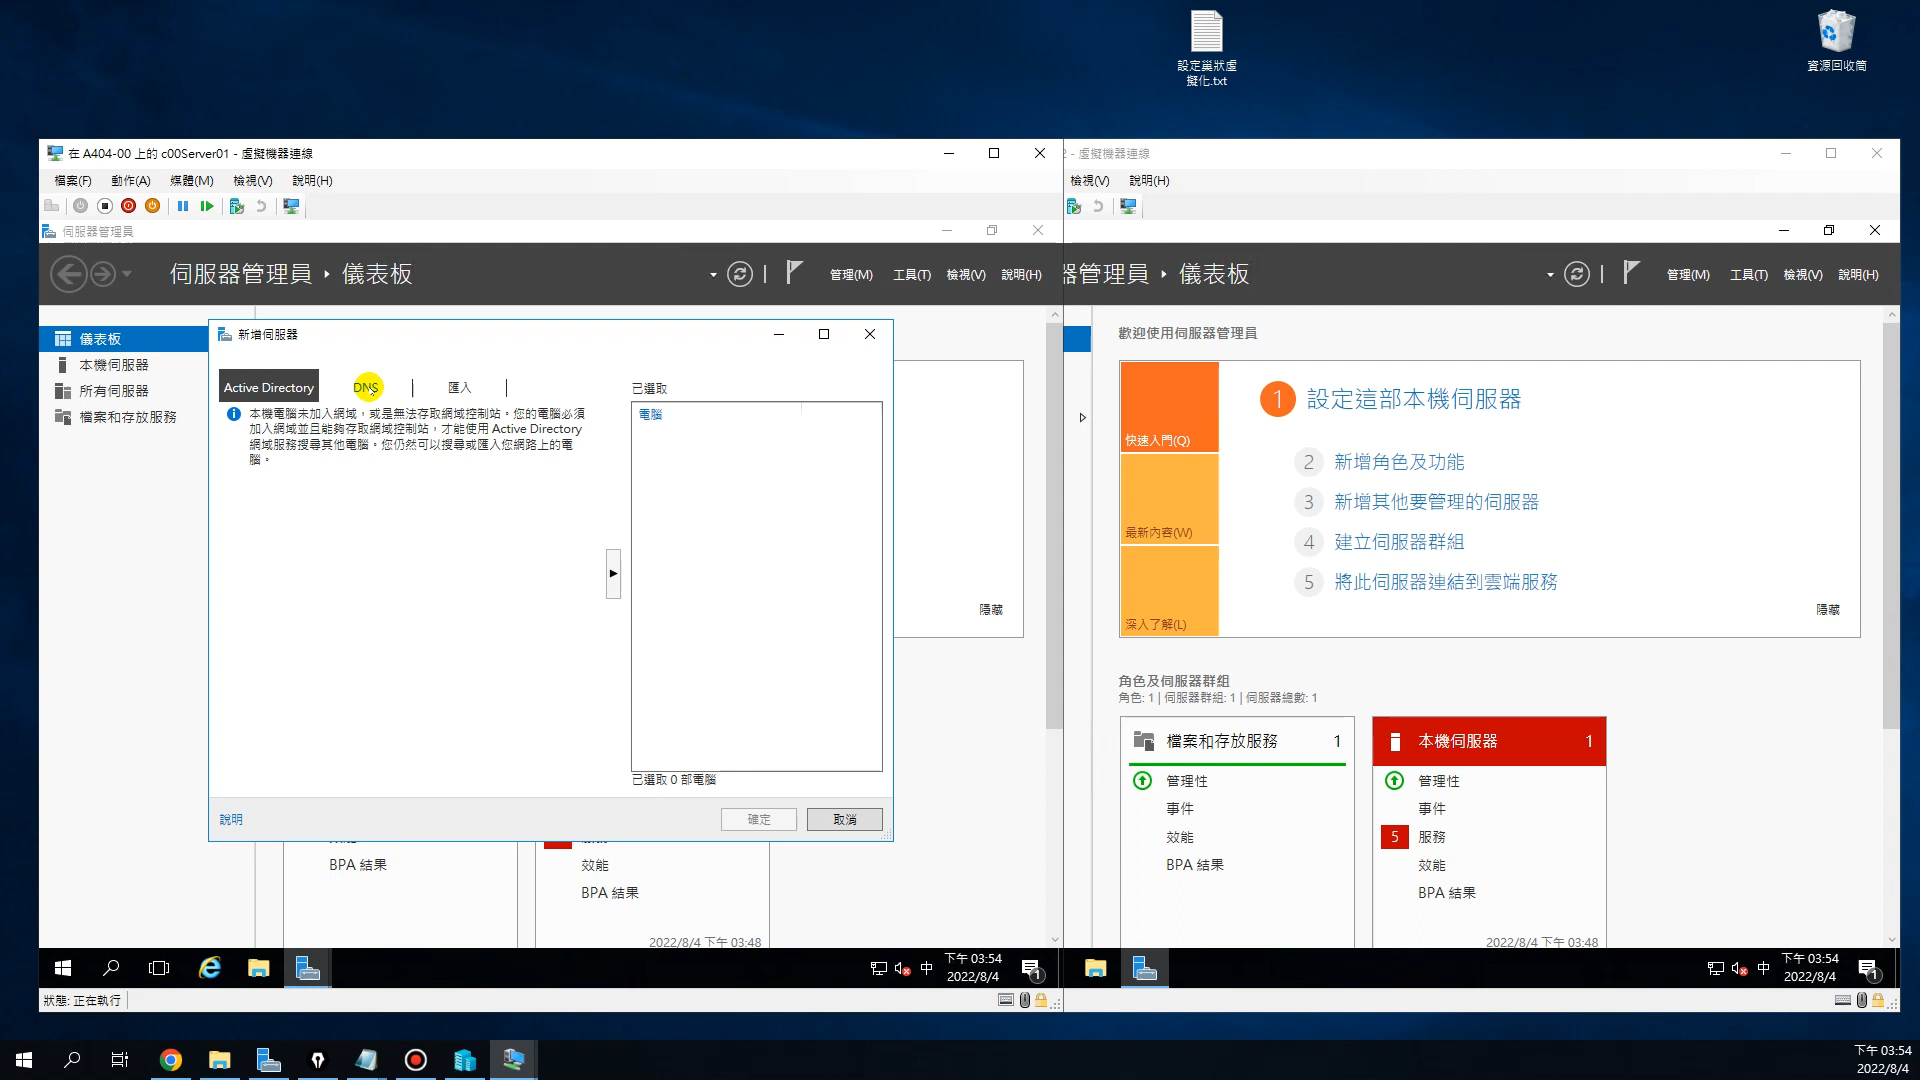 設定巢狀虛
擬化.txt
資源回收筒
在 A404-00 上的 c00Server01 - 虛擬機器連線
檔案(F) 動作(A) 媒體(M) 檢視(V) 說明(H)
伺服器管理員
伺服器管理員 儀表板
管理(M) 工具(T) 檢視(V) 說明(H)
儀表板
本機伺服器
所有伺服器
檔案和存放服務
新增伺服器
Active Directory
DNS
匯入
本機電腦未加入網域，或是無法存取網域控制站。您的電腦必須
加入網域並且能夠存取網域控制站，才能使用 Active Directory
網域服務搜尋其他電腦。您仍然可以搜尋或匯入您網路上的電
腦。
已選取
電腦
已選取 0 部電腦
說明
確定
取消
隱藏
BPA 結果
效能
BPA 結果
2022/8/4 下午 03:48
中
下午 03:54
2022/8/4
1
狀態: 正在執行
2 - 虛擬機器連線
檢視(V) 說明(H)
器管理員 儀表板
管理(M) 工具(T) 檢視(V) 說明(H)
歡迎使用伺服器管理員
快速入門(Q)
最新內容(W)
深入了解(L)
1 設定這部本機伺服器
2 新增角色及功能
3 新增其他要管理的伺服器
4 建立伺服器群組
5 將此伺服器連結到雲端服務
隱藏
角色及伺服器群組
角色: 1 | 伺服器群組: 1 | 伺服器總數: 1
檔案和存放服務 1
管理性
事件
效能
BPA 結果
本機伺服器 1
管理性
事件
5 服務
效能
BPA 結果
2022/8/4 下午 03:48
中
下午 03:54
2022/8/4
1
下午 03:54
2022/8/4